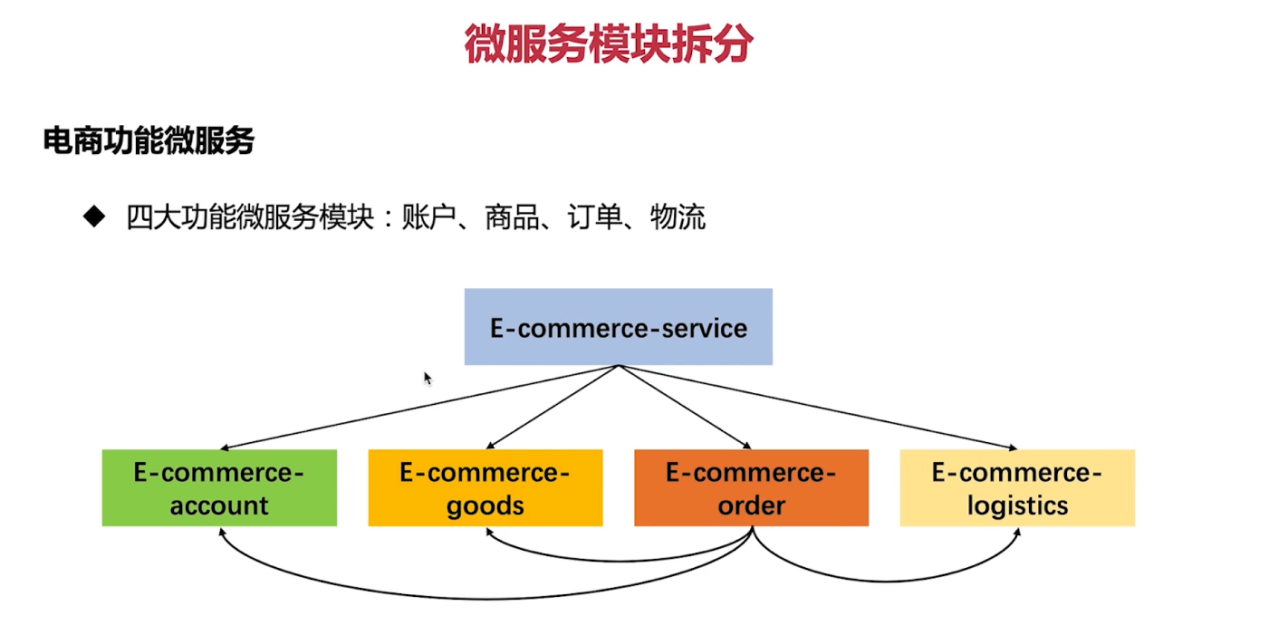 微服务模块拆分
电商功能微服务
四大功能微服务模块：账户、商品、订单、物流
E-commerce-service
E-commerce-
account
E-commerce-
goods
E-commerce-
order
E-commerce-
logistics